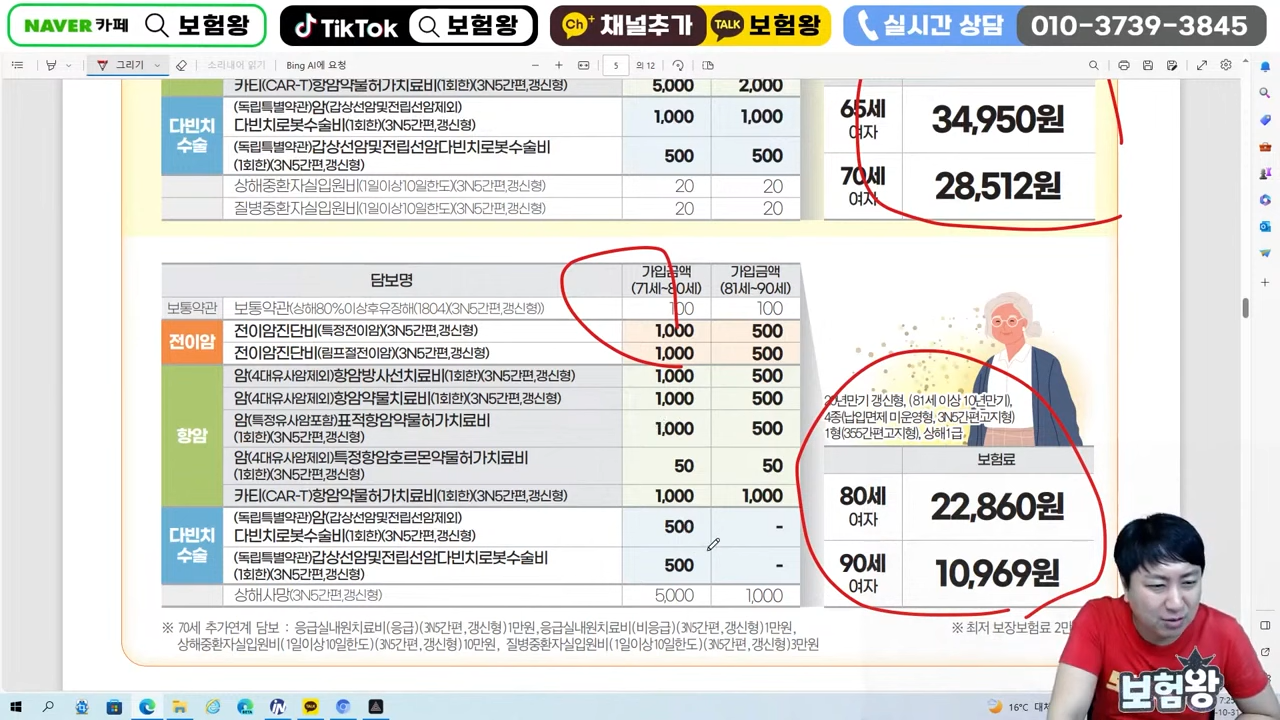 NAVER 카페 보험왕
TikTok 보험왕
Ch+ 채널추가 TALK 보험왕
실시간 상담 010-3739-3845
그리기 소리내어 읽기 Bing AI에 요청 5 의 12
카티(CAR-T)항암약물허가치료비(1회한)(3N5간편,갱신형) 5,000 2,000
다빈치 수술
(독립특별약관)암(갑상선암및전립선암제외)
다빈치로봇수술비(1회한)(3N5간편,갱신형) 1,000 1,000
(독립특별약관)갑상선암및전립선암다빈치로봇수술비
(1회한)(3N5간편,갱신형) 500 500
상해중환자실입원비(1일이상10일한도)(3N5간편,갱신형) 20 20
질병중환자실입원비(1일이상10일한도)(3N5간편,갱신형) 20 20
65세 여자 34,950원
70세 여자 28,512원
담보명 가입금액 (71세~80세) 가입금액 (81세~90세)
보통약관 보통약관(상해80%이상후유장해(1804)(3N5간편,갱신형)) 100 100
전이암
전이암진단비(특정전이암)(3N5간편,갱신형) 1,000 500
전이암진단비(림프절전이암)(3N5간편,갱신형) 1,000 500
항암
암(4대유사암제외)항암방사선치료비(1회한)(3N5간편,갱신형) 1,000 500
암(4대유사암제외)항암약물치료비(1회한)(3N5간편,갱신형) 1,000 500
암(특정유사암포함)표적항암약물허가치료비
(1회한)(3N5간편,갱신형) 1,000 500
암(4대유사암제외)특정항암호르몬약물허가치료비
(1회한)(3N5간편,갱신형) 50 50
카티(CAR-T)항암약물허가치료비(1회한)(3N5간편,갱신형) 1,000 1,000
다빈치 수술
(독립특별약관)암(갑상선암및전립선암제외)
다빈치로봇수술비(1회한)(3N5간편,갱신형) 500 -
(독립특별약관)갑상선암및전립선암다빈치로봇수술비
(1회한)(3N5간편,갱신형) 500 -
상해사망(3N5간편,갱신형) 5,000 1,000
20년만기 갱신형, (81세 이상 10년만기),
4종(납입면제 미운영형, 3N5간편고지형)
1형(355간편고지형), 상해1급
보험료
80세 여자 22,860원
90세 여자 10,969원
※ 70세 추가연계 담보 : 응급실내원치료비(응급)(3N5간편,갱신형)1만원,응급실내원치료비(비응급)(3N5간편,갱신형)1만원,
상해중환자실입원비(1일이상10일한도)(3N5간편,갱신형)10만원, 질병중환자실입원비(1일이상10일한도)(3N5간편,갱신형)3만원
※ 최저 보장보험료 2만
보험왕
16°C